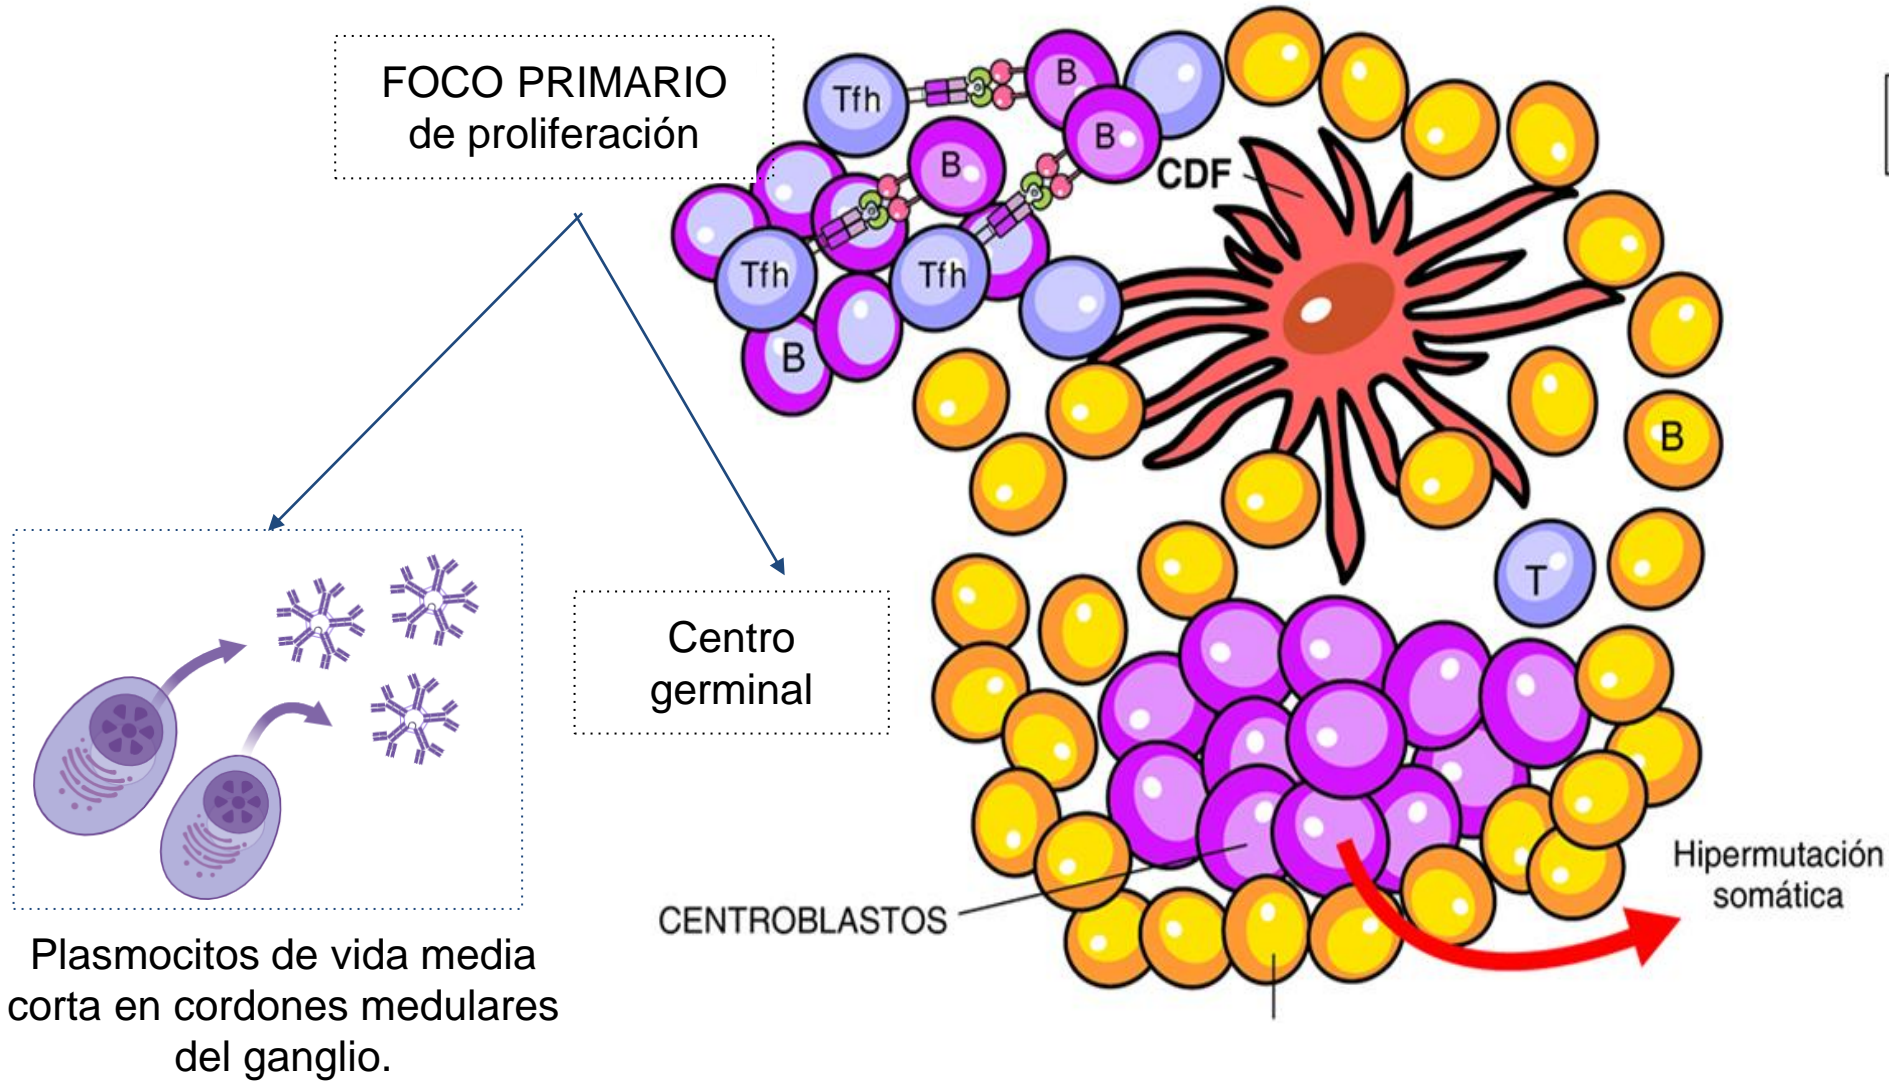 FOCO PRIMARIO
de proliferación
Tfh
B
B
B
CDF
Tfh
Tfh
B
B
T
Centro
germinal
Hipermutación
somática
CENTROBLASTOS
Plasmocitos de vida media
corta en cordones medulares
del ganglio.